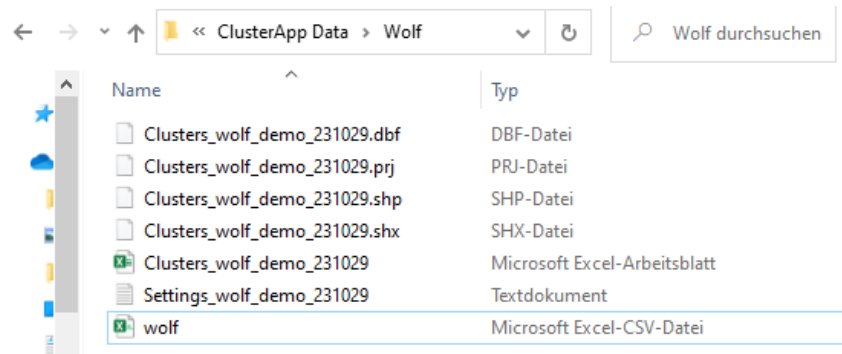 « ClusterApp Data › Wolf
Wolf durchsuchen
Name Typ
Clusters_wolf_demo_231029.dbf DBF-Datei
Clusters_wolf_demo_231029.prj PRJ-Datei
Clusters_wolf_demo_231029.shp SHP-Datei
Clusters_wolf_demo_231029.shx SHX-Datei
Clusters_wolf_demo_231029 Microsoft Excel-Arbeitsblatt
Settings_wolf_demo_231029 Textdokument
wolf Microsoft Excel-CSV-Datei